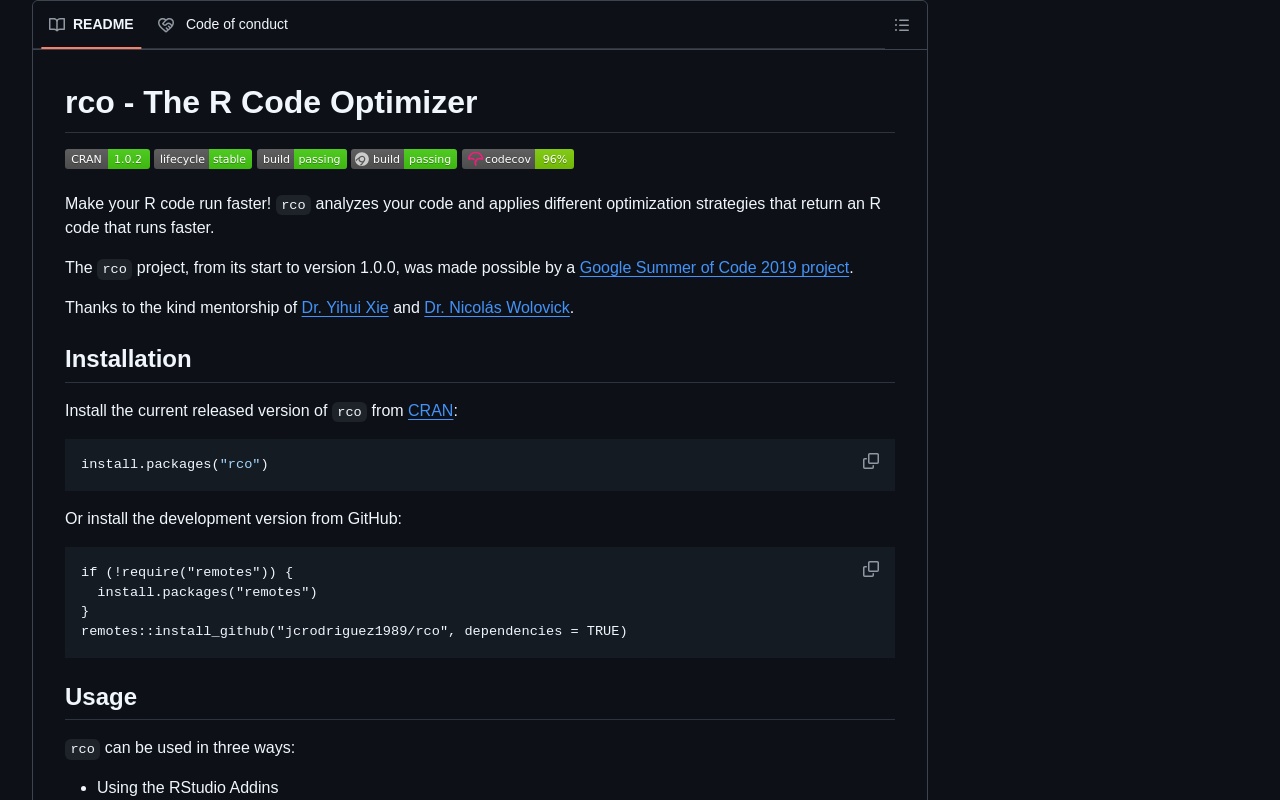 README Code of conduct
rco - The R Code Optimizer
CRAN 1.0.2 lifecycle stable build passing build passing codecov 96%
Make your R code run faster! rco analyzes your code and applies different optimization strategies that return an R
code that runs faster.
The rco project, from its start to version 1.0.0, was made possible by a Google Summer of Code 2019 project.
Thanks to the kind mentorship of Dr. Yihui Xie and Dr. Nicolás Wolovick.
Installation
Install the current released version of rco from CRAN:
install.packages("rco")
Or install the development version from GitHub:
if (!require("remotes")) {
  install.packages("remotes")
}
remotes::install_github("jcrodriguez1989/rco", dependencies = TRUE)
Usage
rco can be used in three ways:
• Using the RStudio Addins